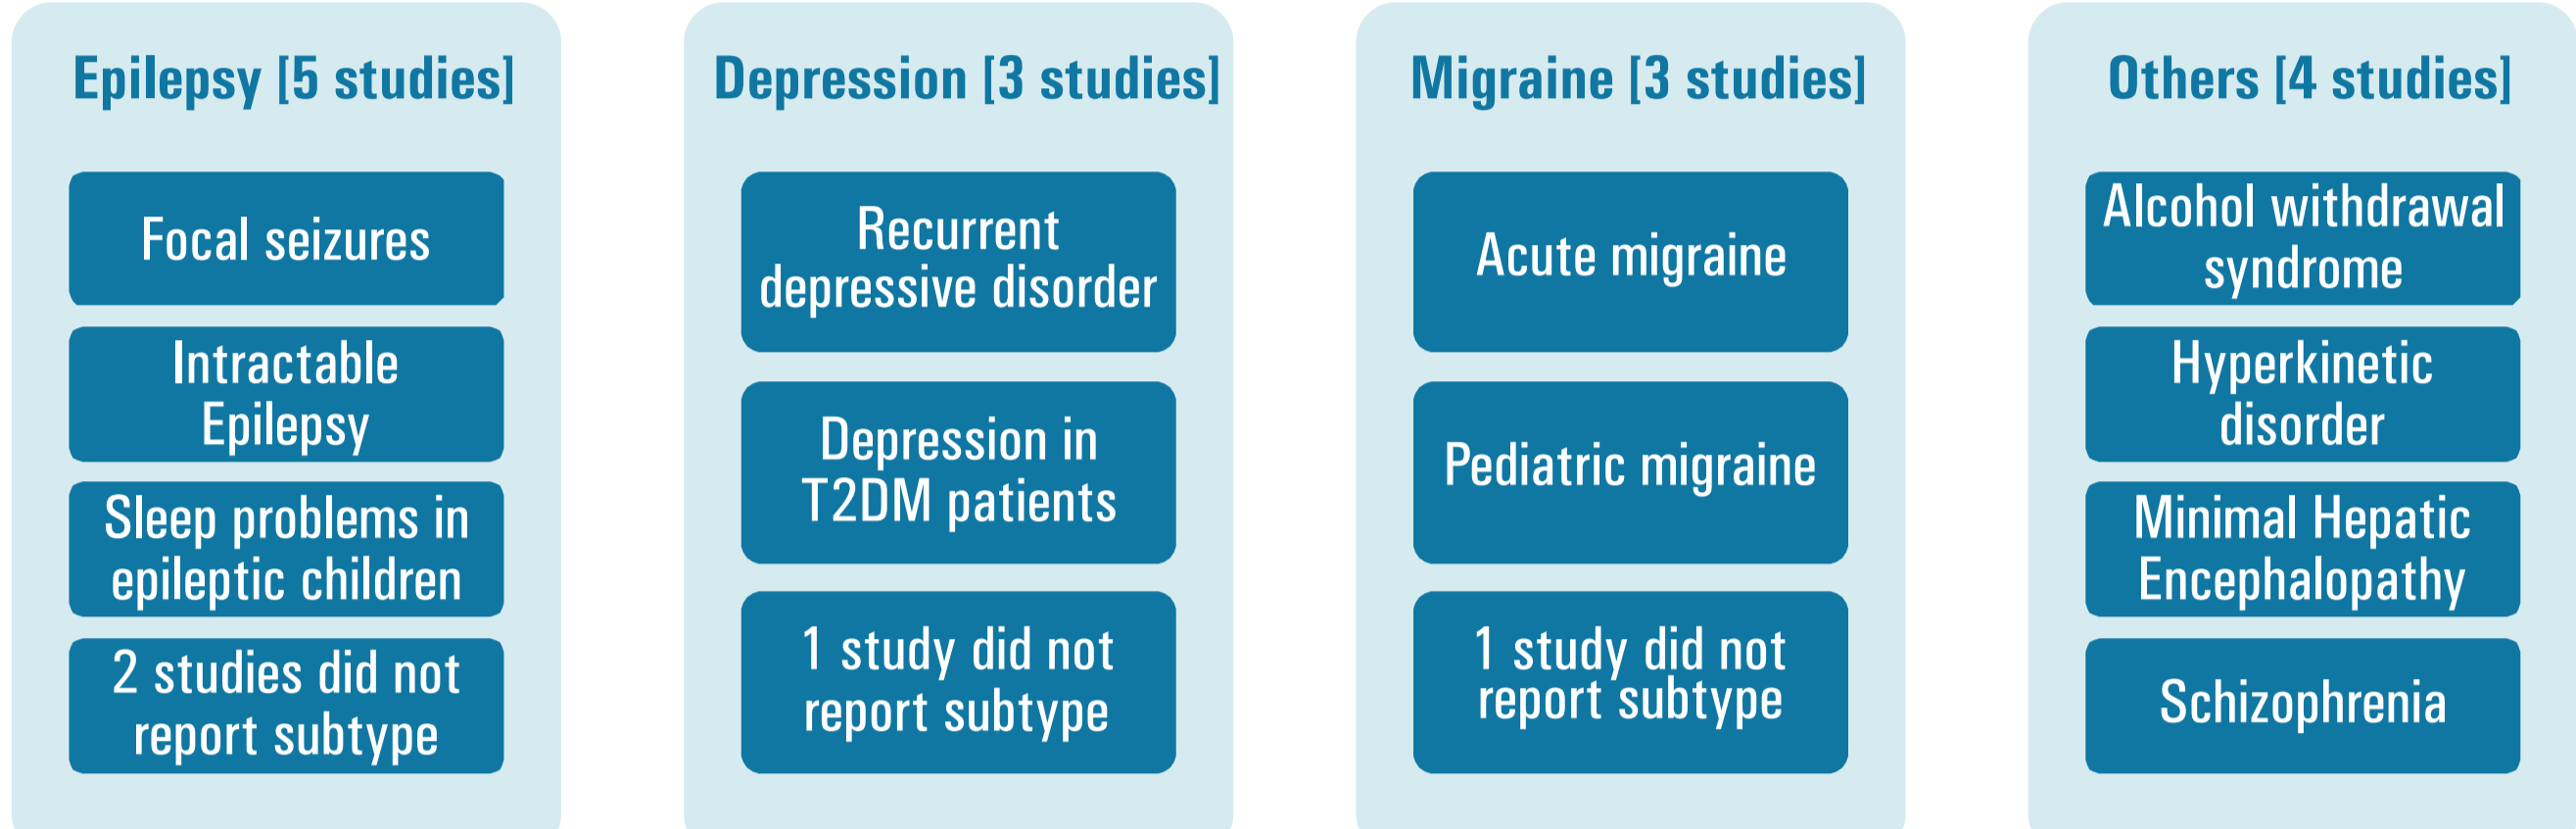 Epilepsy [5 studies]
Focal seizures
Intractable
Epilepsy
Sleep problems in
epileptic children
2 studies did not
report subtype
Depression [3 studies]
Recurrent
depressive disorder
Depression in
T2DM patients
1 study did not
report subtype
Migraine [3 studies]
Acute migraine
Pediatric migraine
1 study did not
report subtype
Others [4 studies]
Alcohol withdrawal
syndrome
Hyperkinetic
disorder
Minimal Hepatic
Encephalopathy
Schizophrenia